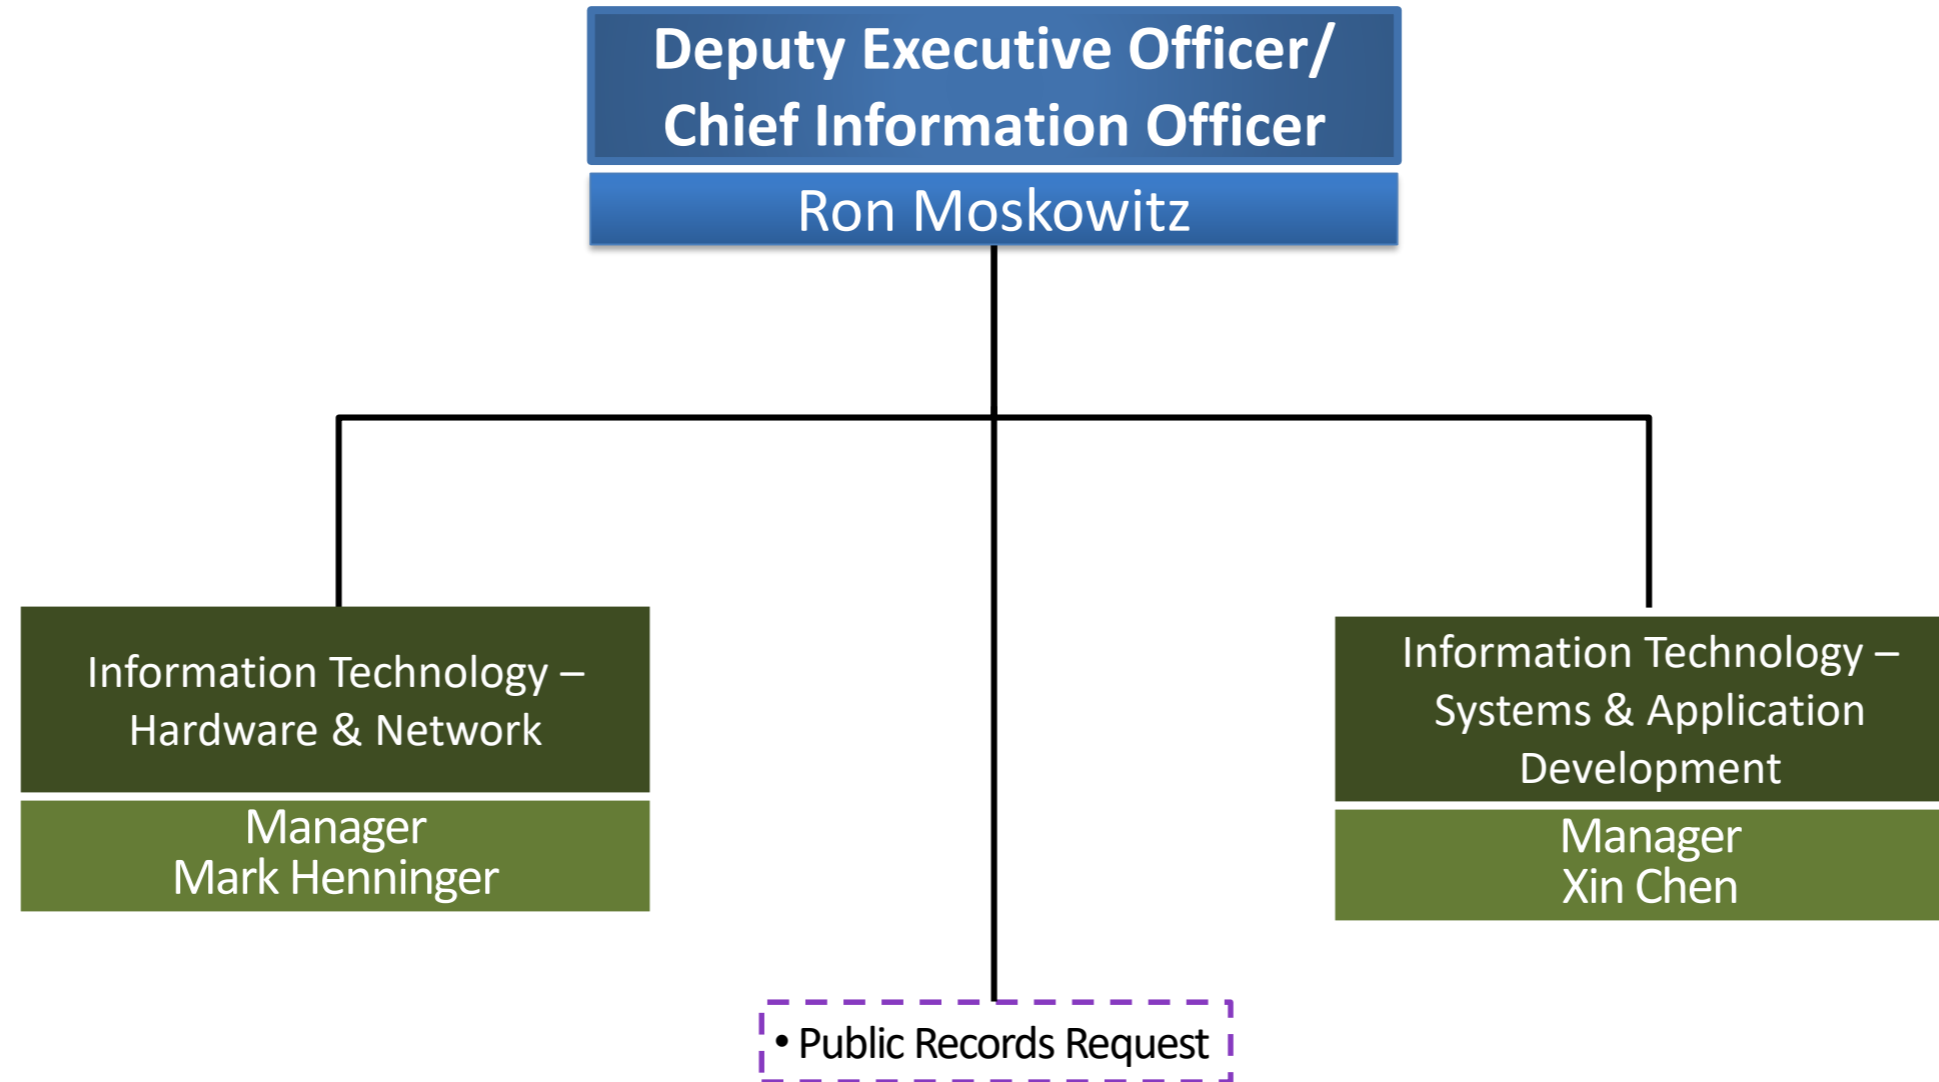 Deputy Executive Officer/
Chief Information Officer
Ron Moskowitz
Information Technology –
Hardware & Network
Manager
Mark Henninger
Information Technology –
Systems & Application
Development
Manager
Xin Chen
• Public Records Request